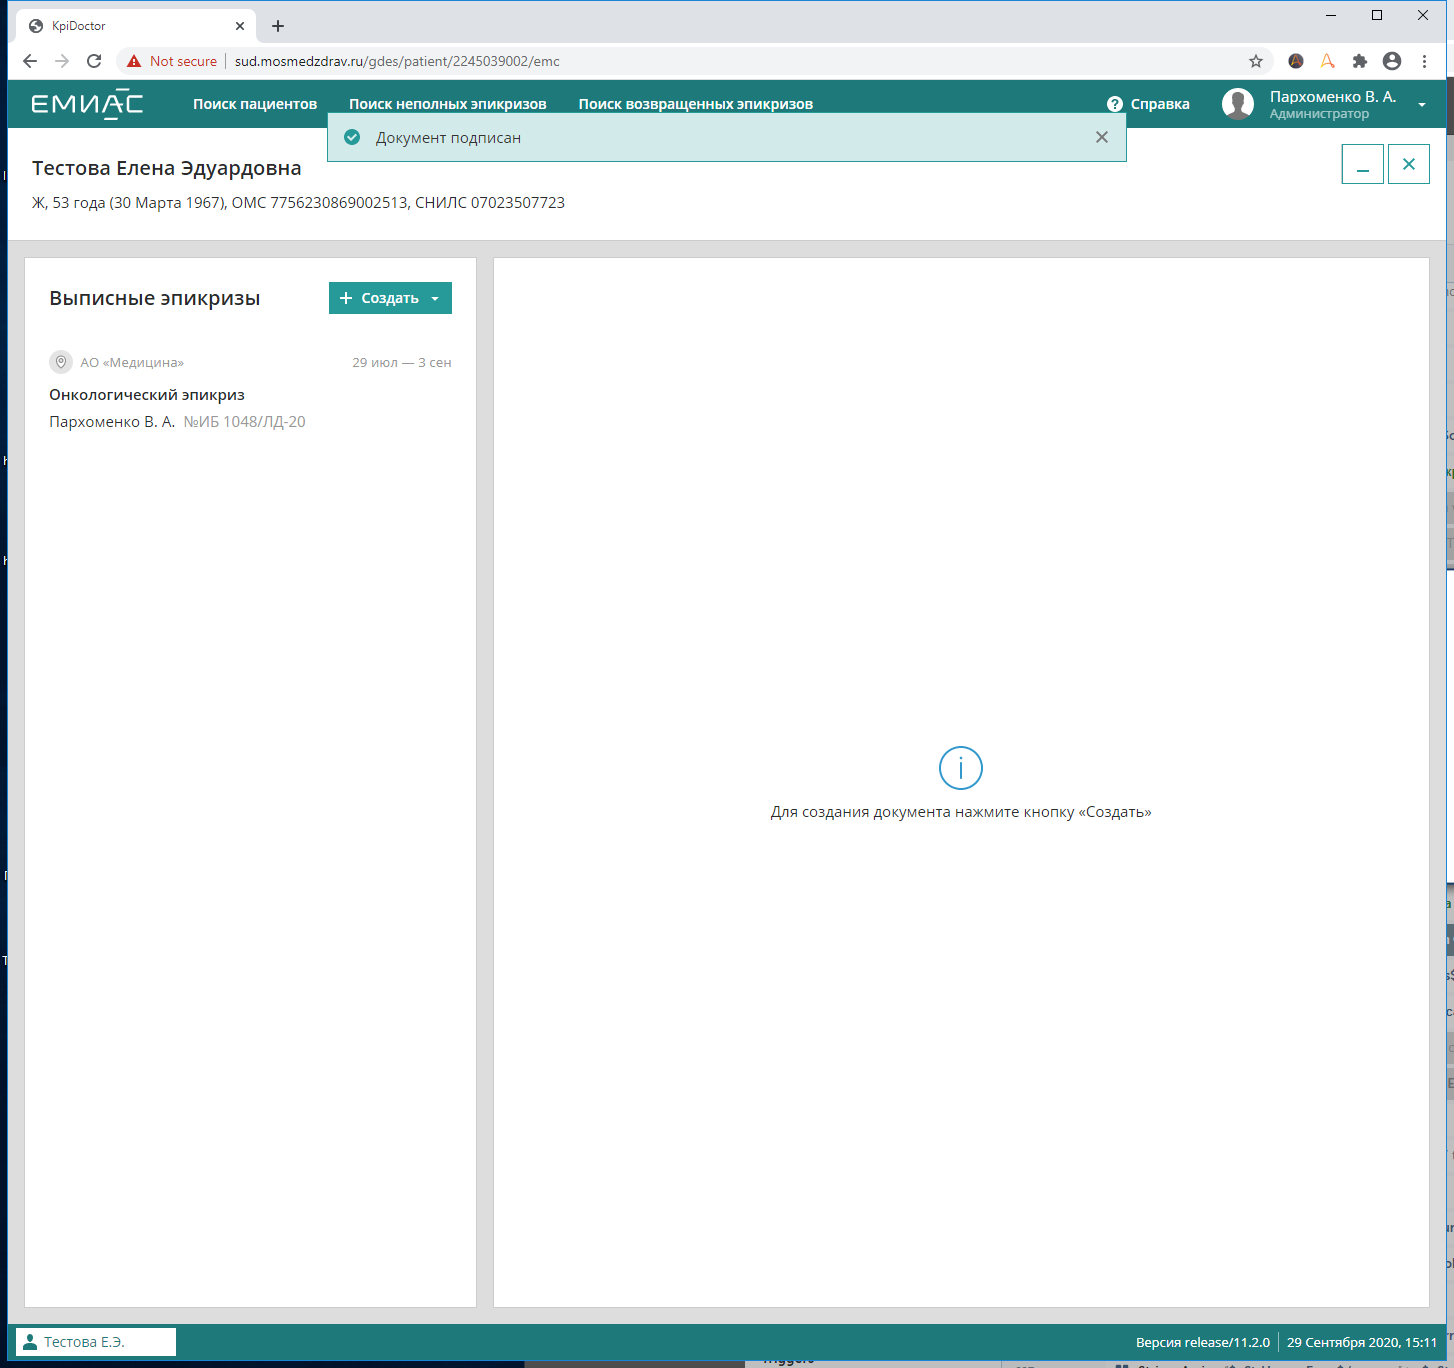 KpiDoctor
Not secure
sud.mosmedzdrav.ru/gdes/patient/2245039002/emc
ЕМИАС
Поиск пациентов
Поиск неполных эпикризов
Поиск возвращенных эпикризов
Справка
Пархоменко В. А.
Администратор
Документ подписан
Тестова Елена Эдуардовна
Ж, 53 года (30 Марта 1967), ОМС 7756230869002513, СНИЛС 07023507723
Выписные эпикризы
Создать
АО «Медицина»
29 июл — 3 сен
Онкологический эпикриз
Пархоменко В. А. №ИБ 1048/ЛД-20
Для создания документа нажмите кнопку «Создать»
Тестова Е.Э.
Версия release/11.2.0
29 Сентября 2020, 15:11